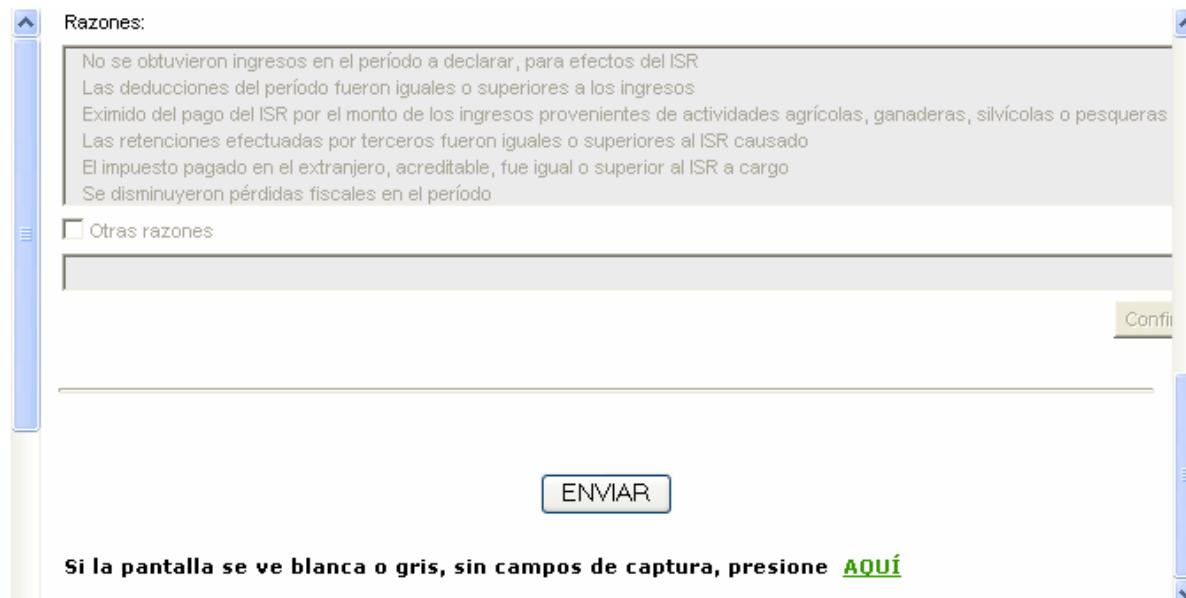 Razones:
No se obtuvieron ingresos en el período a declarar, para efectos del ISR
Las deducciones del período fueron iguales o superiores a los ingresos
Eximido del pago del ISR por el monto de los ingresos provenientes de actividades agrícolas, ganaderas, silvícolas o pesqueras
Las retenciones efectuadas por terceros fueron iguales o superiores al ISR causado
El impuesto pagado en el extranjero, acreditable, fue igual o superior al ISR a cargo
Se disminuyeron pérdidas fiscales en el período
Otras razones
Confi
ENVIAR
Si la pantalla se ve blanca o gris, sin campos de captura, presione AQUÍ